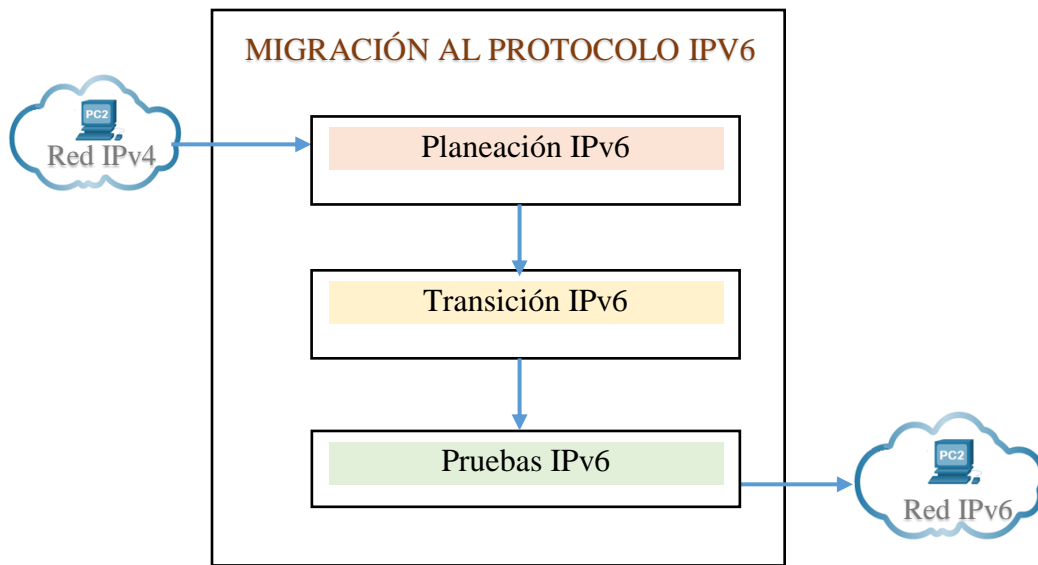 MIGRACIÓN AL PROTOCOLO IPV6
PC2
Red IPv4
Planeación IPv6
Transición IPv6
Pruebas IPv6
PC2
Red IPv6